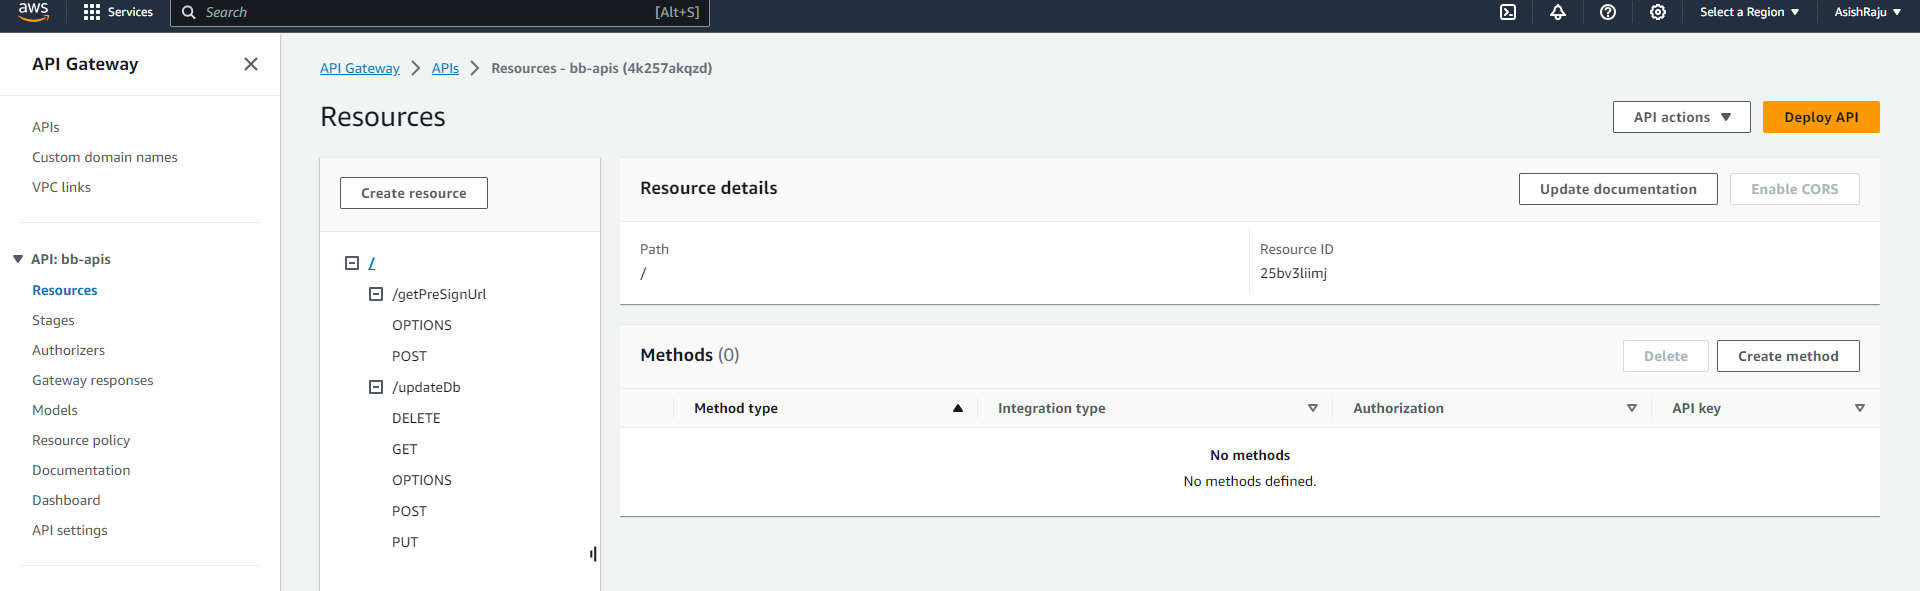 aws Services Search [Alt+S] Select a Region AsishRaju
API Gateway
APIs
Custom domain names
VPC links
API: bb-apis
Resources
Stages
Authorizers
Gateway responses
Models
Resource policy
Documentation
Dashboard
API settings
API Gateway > APIs > Resources - bb-apis (4k257akqzd)
Resources
API actions Deploy API
Create resource
/
/getPreSignUrl
OPTIONS
POST
/updateDb
DELETE
GET
OPTIONS
POST
PUT
Resource details
Update documentation Enable CORS
Path
/
Resource ID
25bv3liimj
Methods (0)
Delete Create method
Method type Integration type Authorization API key
No methods
No methods defined.